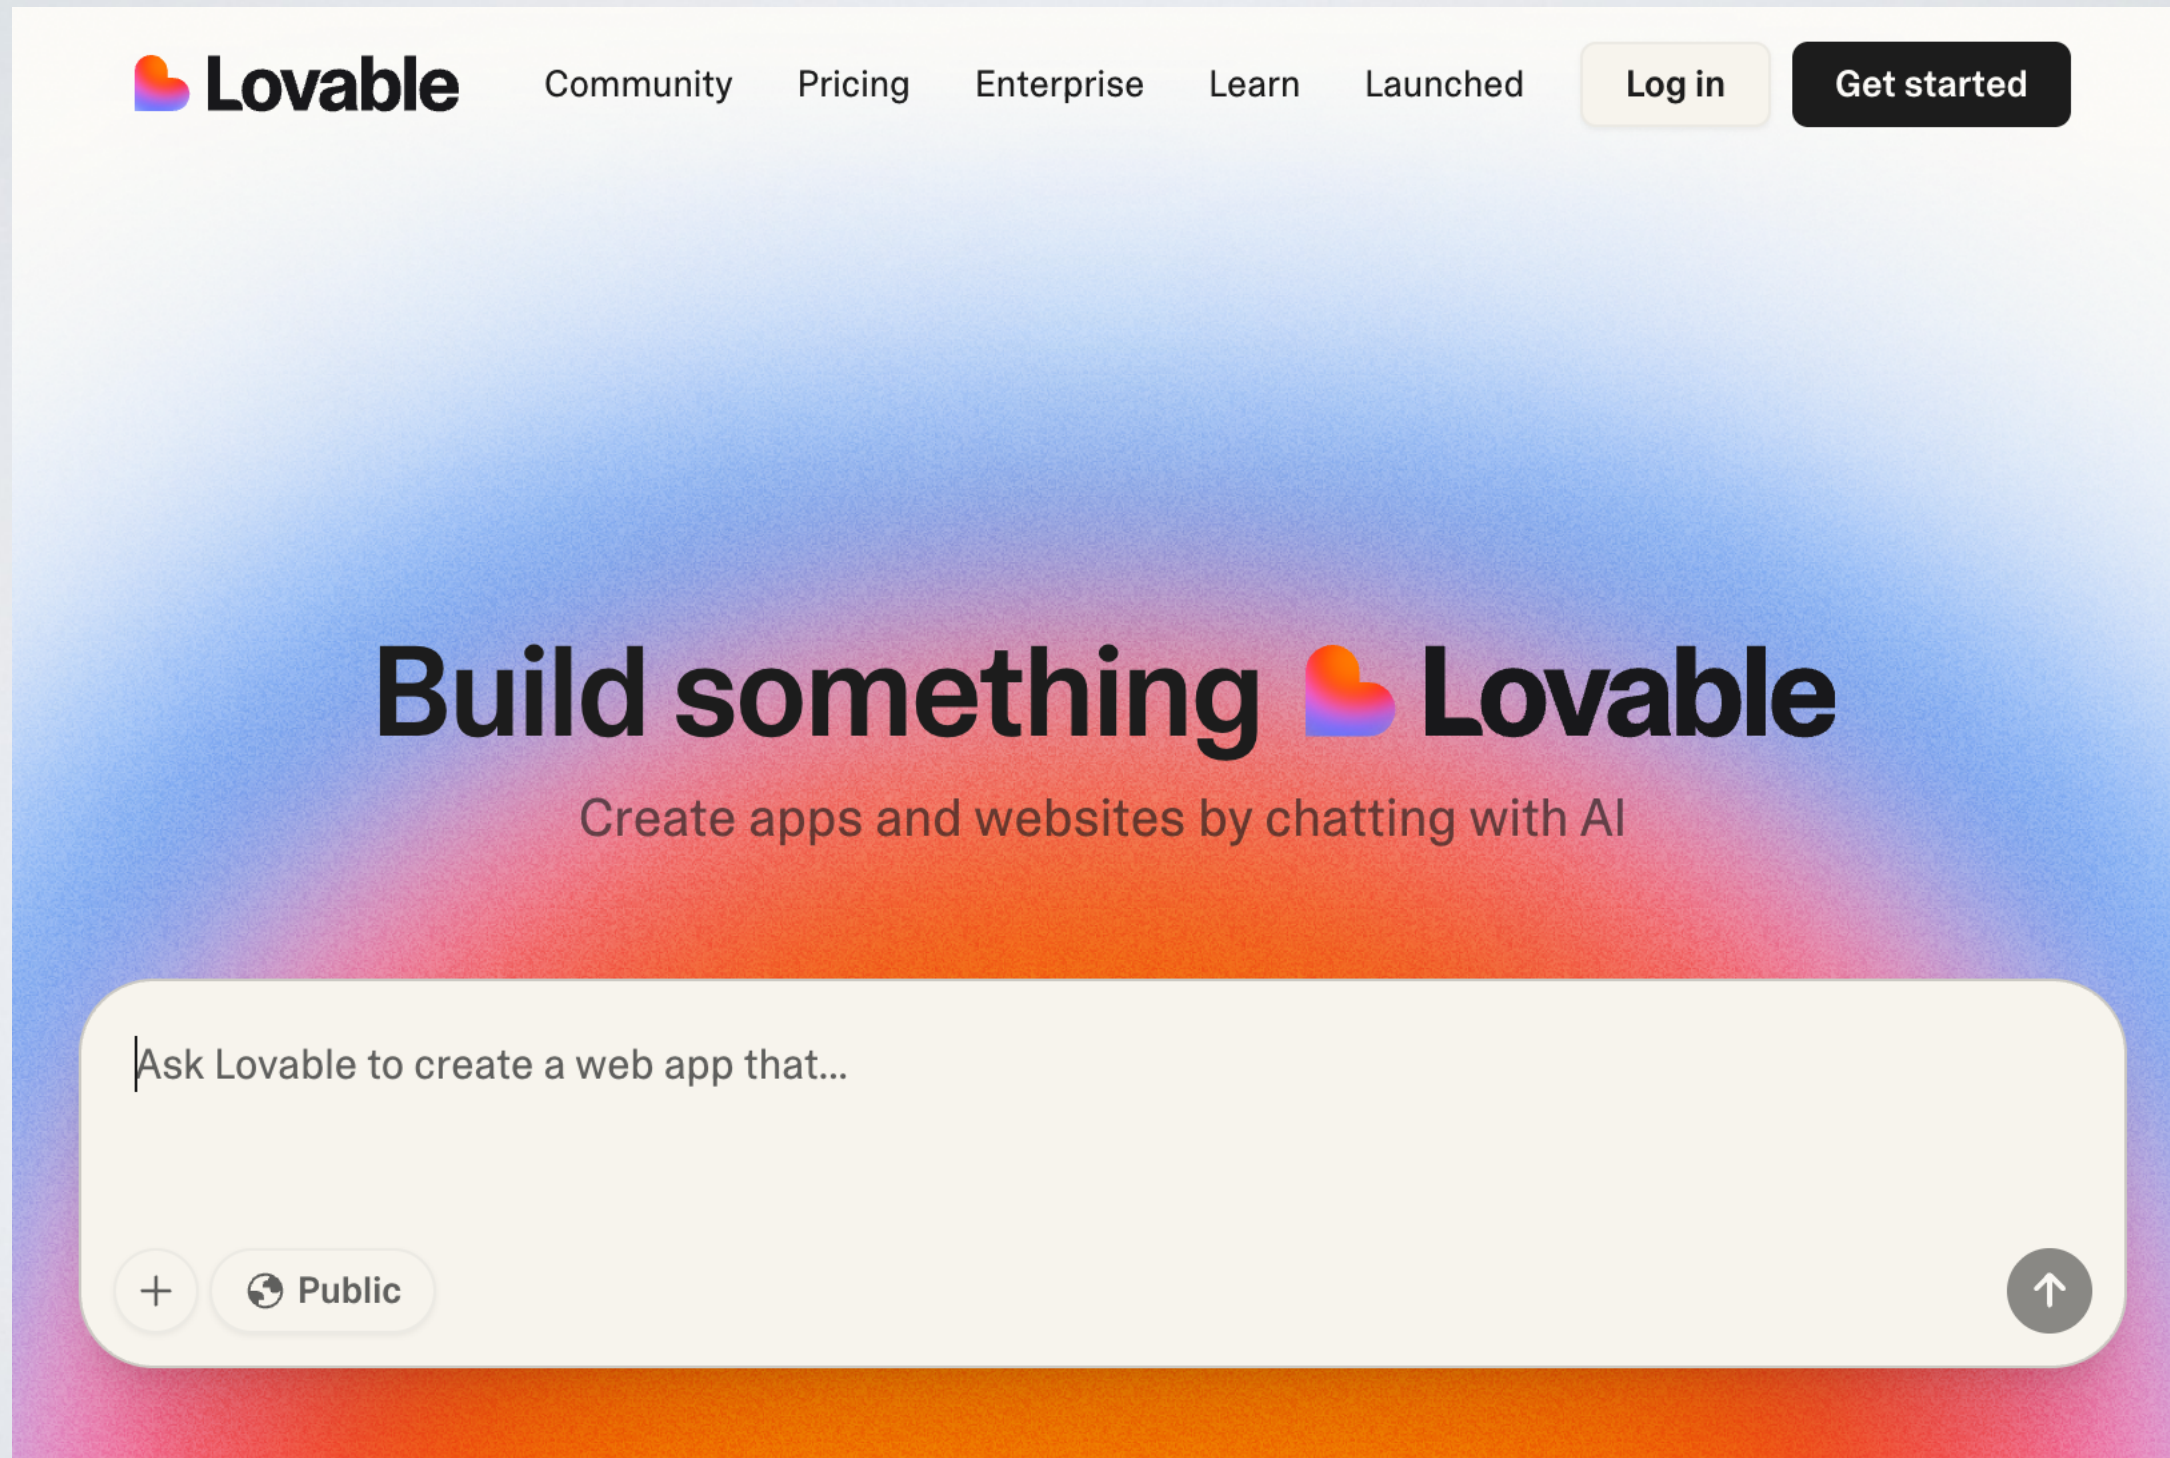 Lovable Community Pricing Enterprise Learn Launched Log in Get started
Build something Lovable
Create apps and websites by chatting with AI
Ask Lovable to create a web app that...
Public